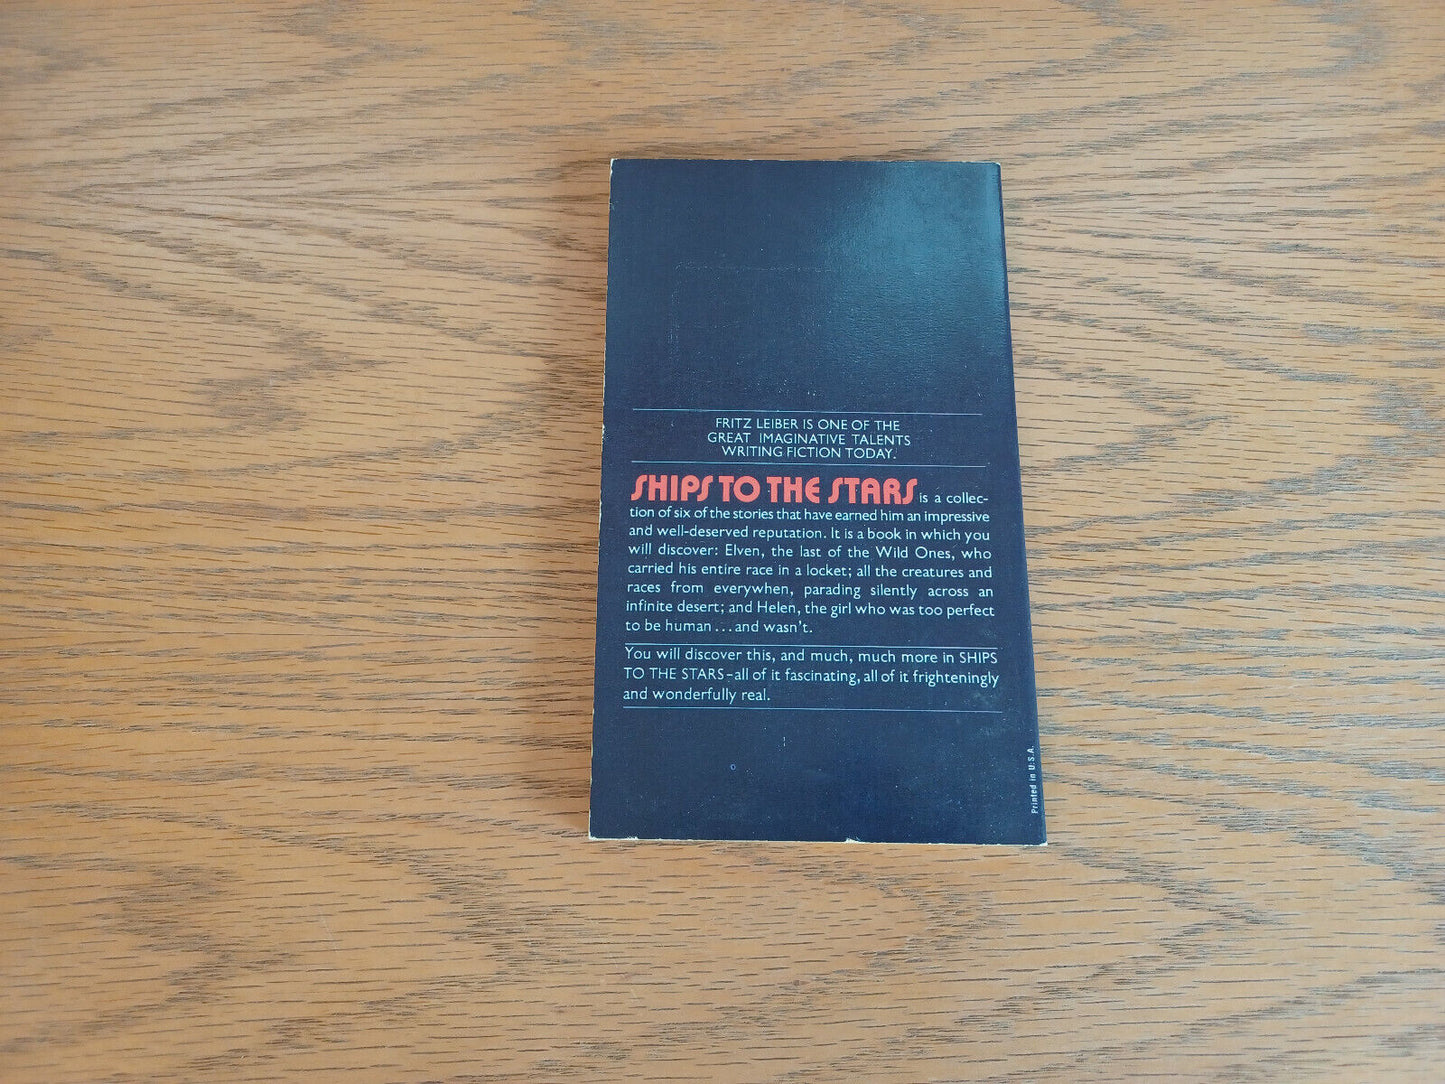 FRITZ LEIBER IS ONE OF THE
GREAT IMAGINATIVE TALENTS
WRITING FICTION TODAY.
SHIPS TO THE STARS is a collec-
tion of six of the stories that have earned him an impressive
and well-deserved reputation. It is a book in which you
will discover: Elven, the last of the Wild Ones, who
carried his entire race in a locket; all the creatures and
races from everywhen, parading silently across an
infinite desert; and Helen, the girl who was too perfect
to be human...and wasn't.
You will discover this, and much, much more in SHIPS
TO THE STARS-all of it fascinating, all of it frighteningly
and wonderfully real.
Printed in U.S.A.